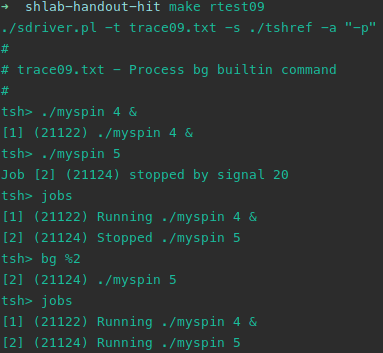 → shlab-handout-hit make rtest09
./sdriver.pl -t trace09.txt -s ./tshref -a "-p"
#
# trace09.txt - Process bg builtin command
#
tsh> ./myspin 4 &
[1] (21122) ./myspin 4 &
tsh> ./myspin 5
Job [2] (21124) stopped by signal 20
tsh> jobs
[1] (21122) Running ./myspin 4 &
[2] (21124) Stopped ./myspin 5
tsh> bg %2
[2] (21124) ./myspin 5
tsh> jobs
[1] (21122) Running ./myspin 4 &
[2] (21124) Running ./myspin 5